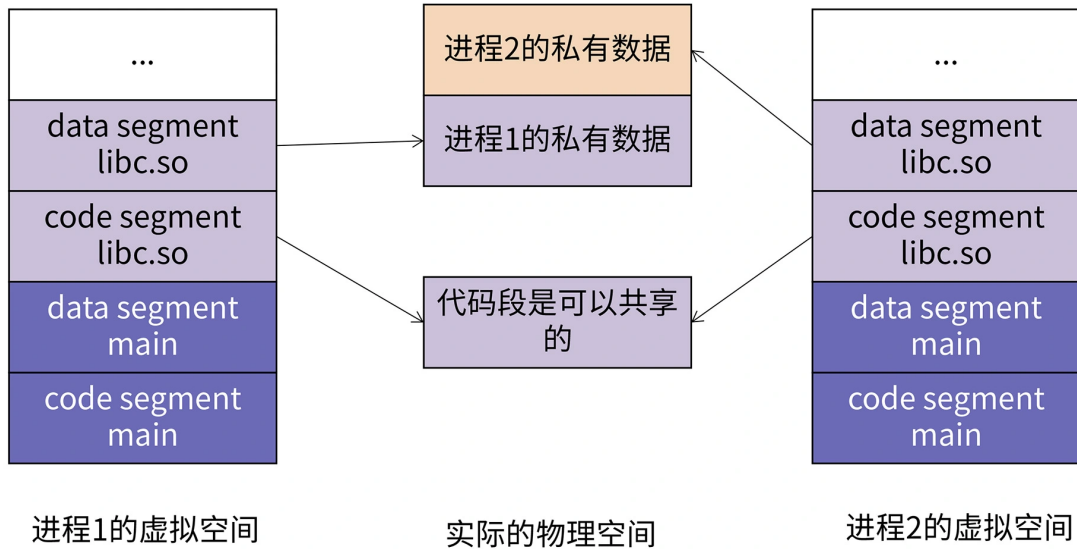 ...
data segment
libc.so
code segment
libc.so
data segment
main
code segment
main
进程1的虚拟空间
进程2的私有数据
进程1的私有数据
代码段是可以共享
的
实际的物理空间
...
data segment
libc.so
code segment
libc.so
data segment
main
code segment
main
进程2的虚拟空间